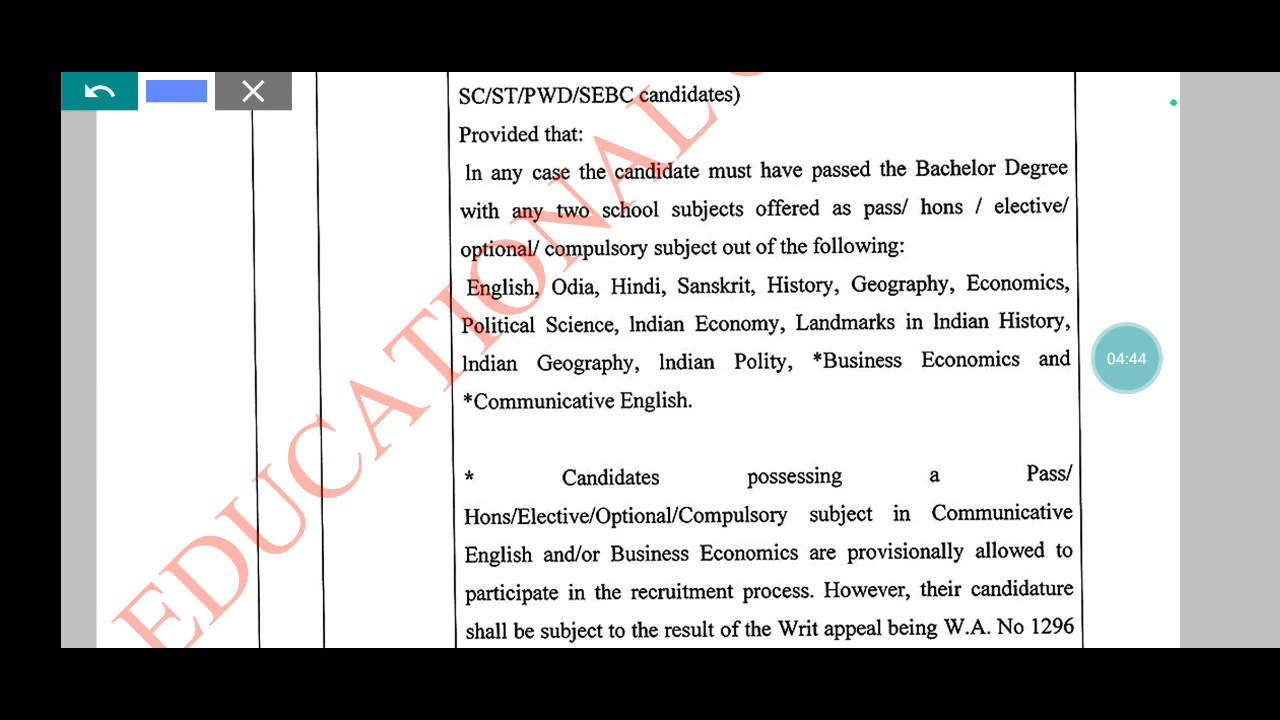 SC/ST/PWD/SEBC candidates)
Provided that:
In any case the candidate must have passed the Bachelor Degree
with any two school subjects offered as pass/ hons / elective/
optional/ compulsory subject out of the following:
English, Odia, Hindi, Sanskrit, History, Geography, Economics,
Political Science, Indian Economy, Landmarks in Indian History,
Indian Geography, Indian Polity, *Business Economics and
*Communicative English.
04:44
* Candidates possessing a Pass/
Hons/Elective/Optional/Compulsory subject in Communicative
English and/or Business Economics are provisionally allowed to
participate in the recruitment process. However, their candidature
shall be subject to the result of the Writ appeal being W.A. No 1296
EDUCATIONAL